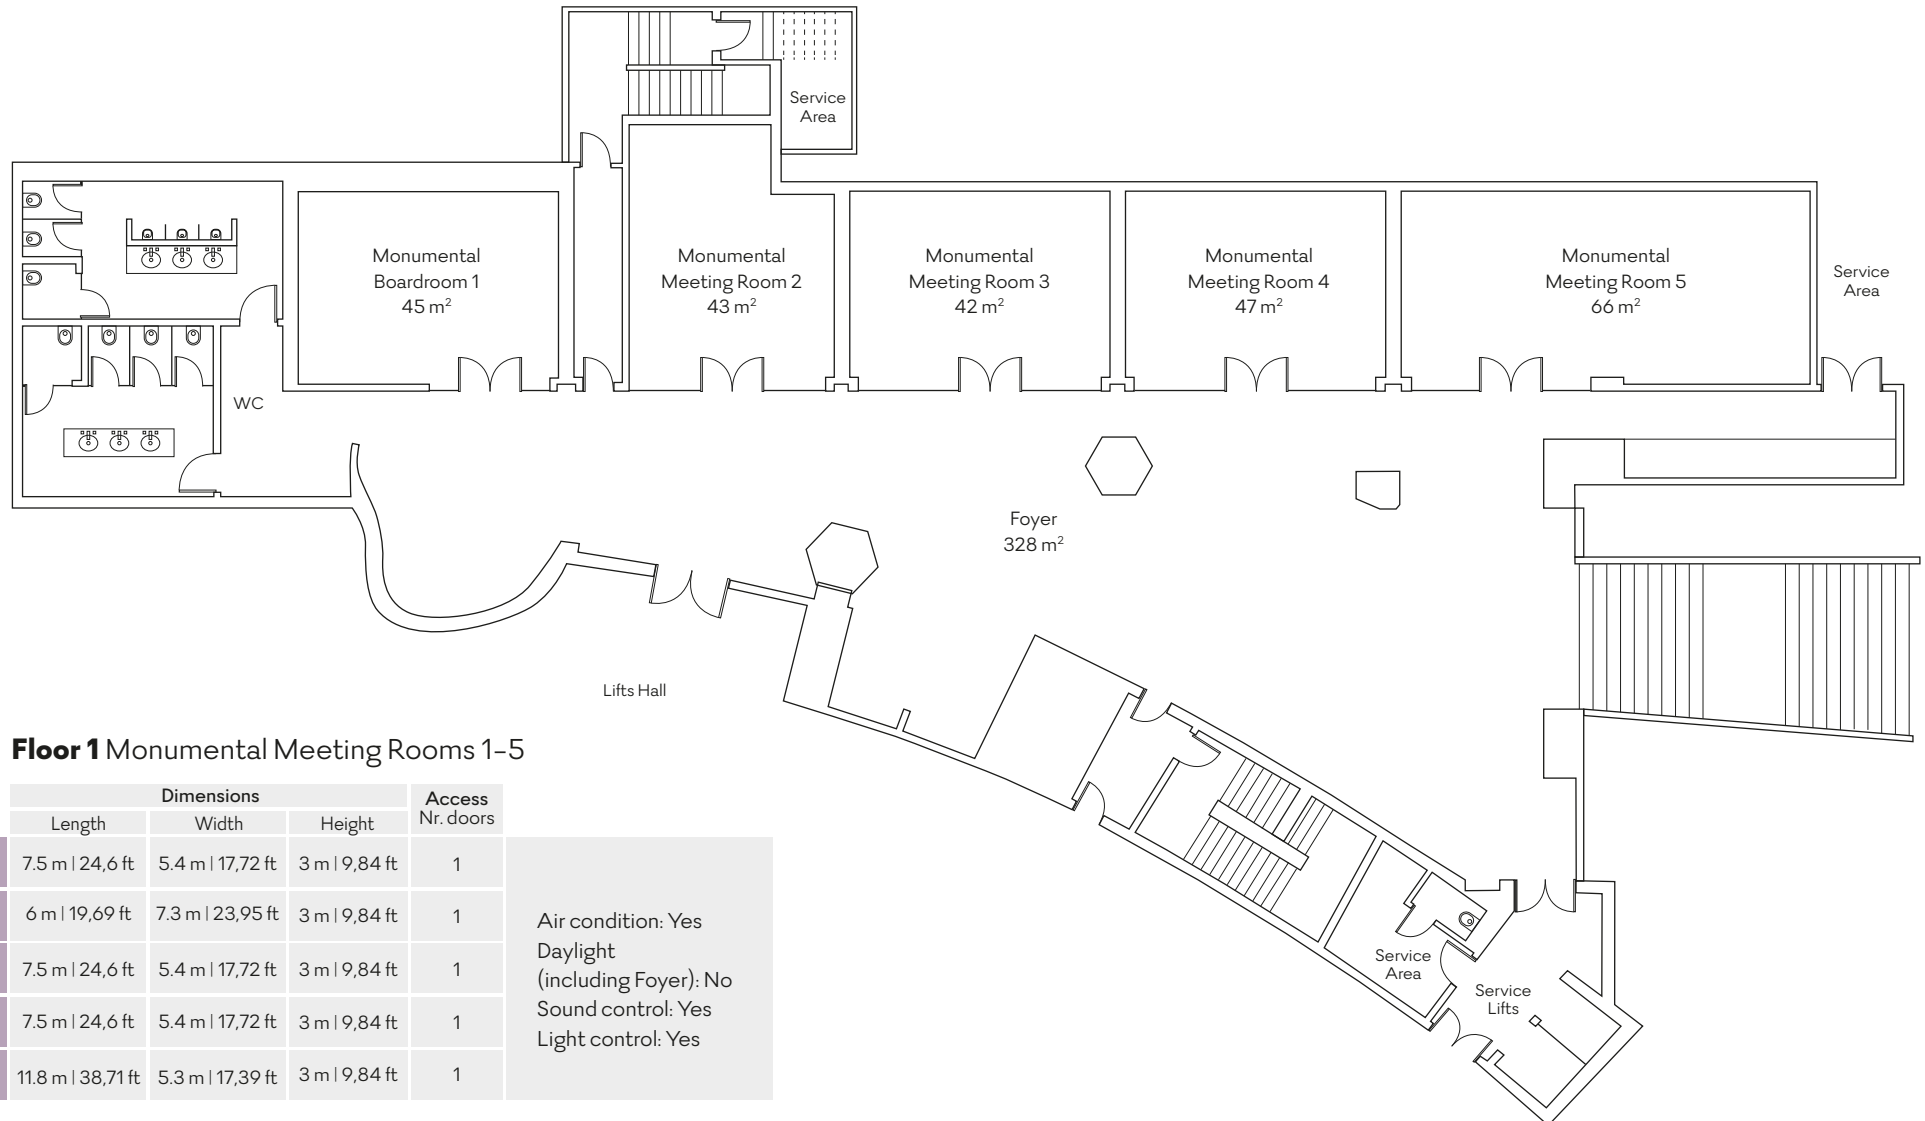 Service
Area
Monumental
Boardroom 1
45 m²
Monumental
Meeting Room 2
43 m²
Monumental
Meeting Room 3
42 m²
Monumental
Meeting Room 4
47 m²
Monumental
Meeting Room 5
66 m²
Service
Area
WC
Foyer
328 m²
Lifts Hall
Service
Area
Service
Lifts
Floor 1 Monumental Meeting Rooms 1–5
Dimensions
Access
Nr. doors
Length Width Height
7.5 m | 24,6 ft 5.4 m | 17,72 ft 3 m | 9,84 ft 1
6 m | 19,69 ft 7.3 m | 23,95 ft 3 m | 9,84 ft 1
7.5 m | 24,6 ft 5.4 m | 17,72 ft 3 m | 9,84 ft 1
7.5 m | 24,6 ft 5.4 m | 17,72 ft 3 m | 9,84 ft 1
11.8 m | 38,71 ft 5.3 m | 17,39 ft 3 m | 9,84 ft 1
Air condition: Yes
Daylight
(including Foyer): No
Sound control: Yes
Light control: Yes